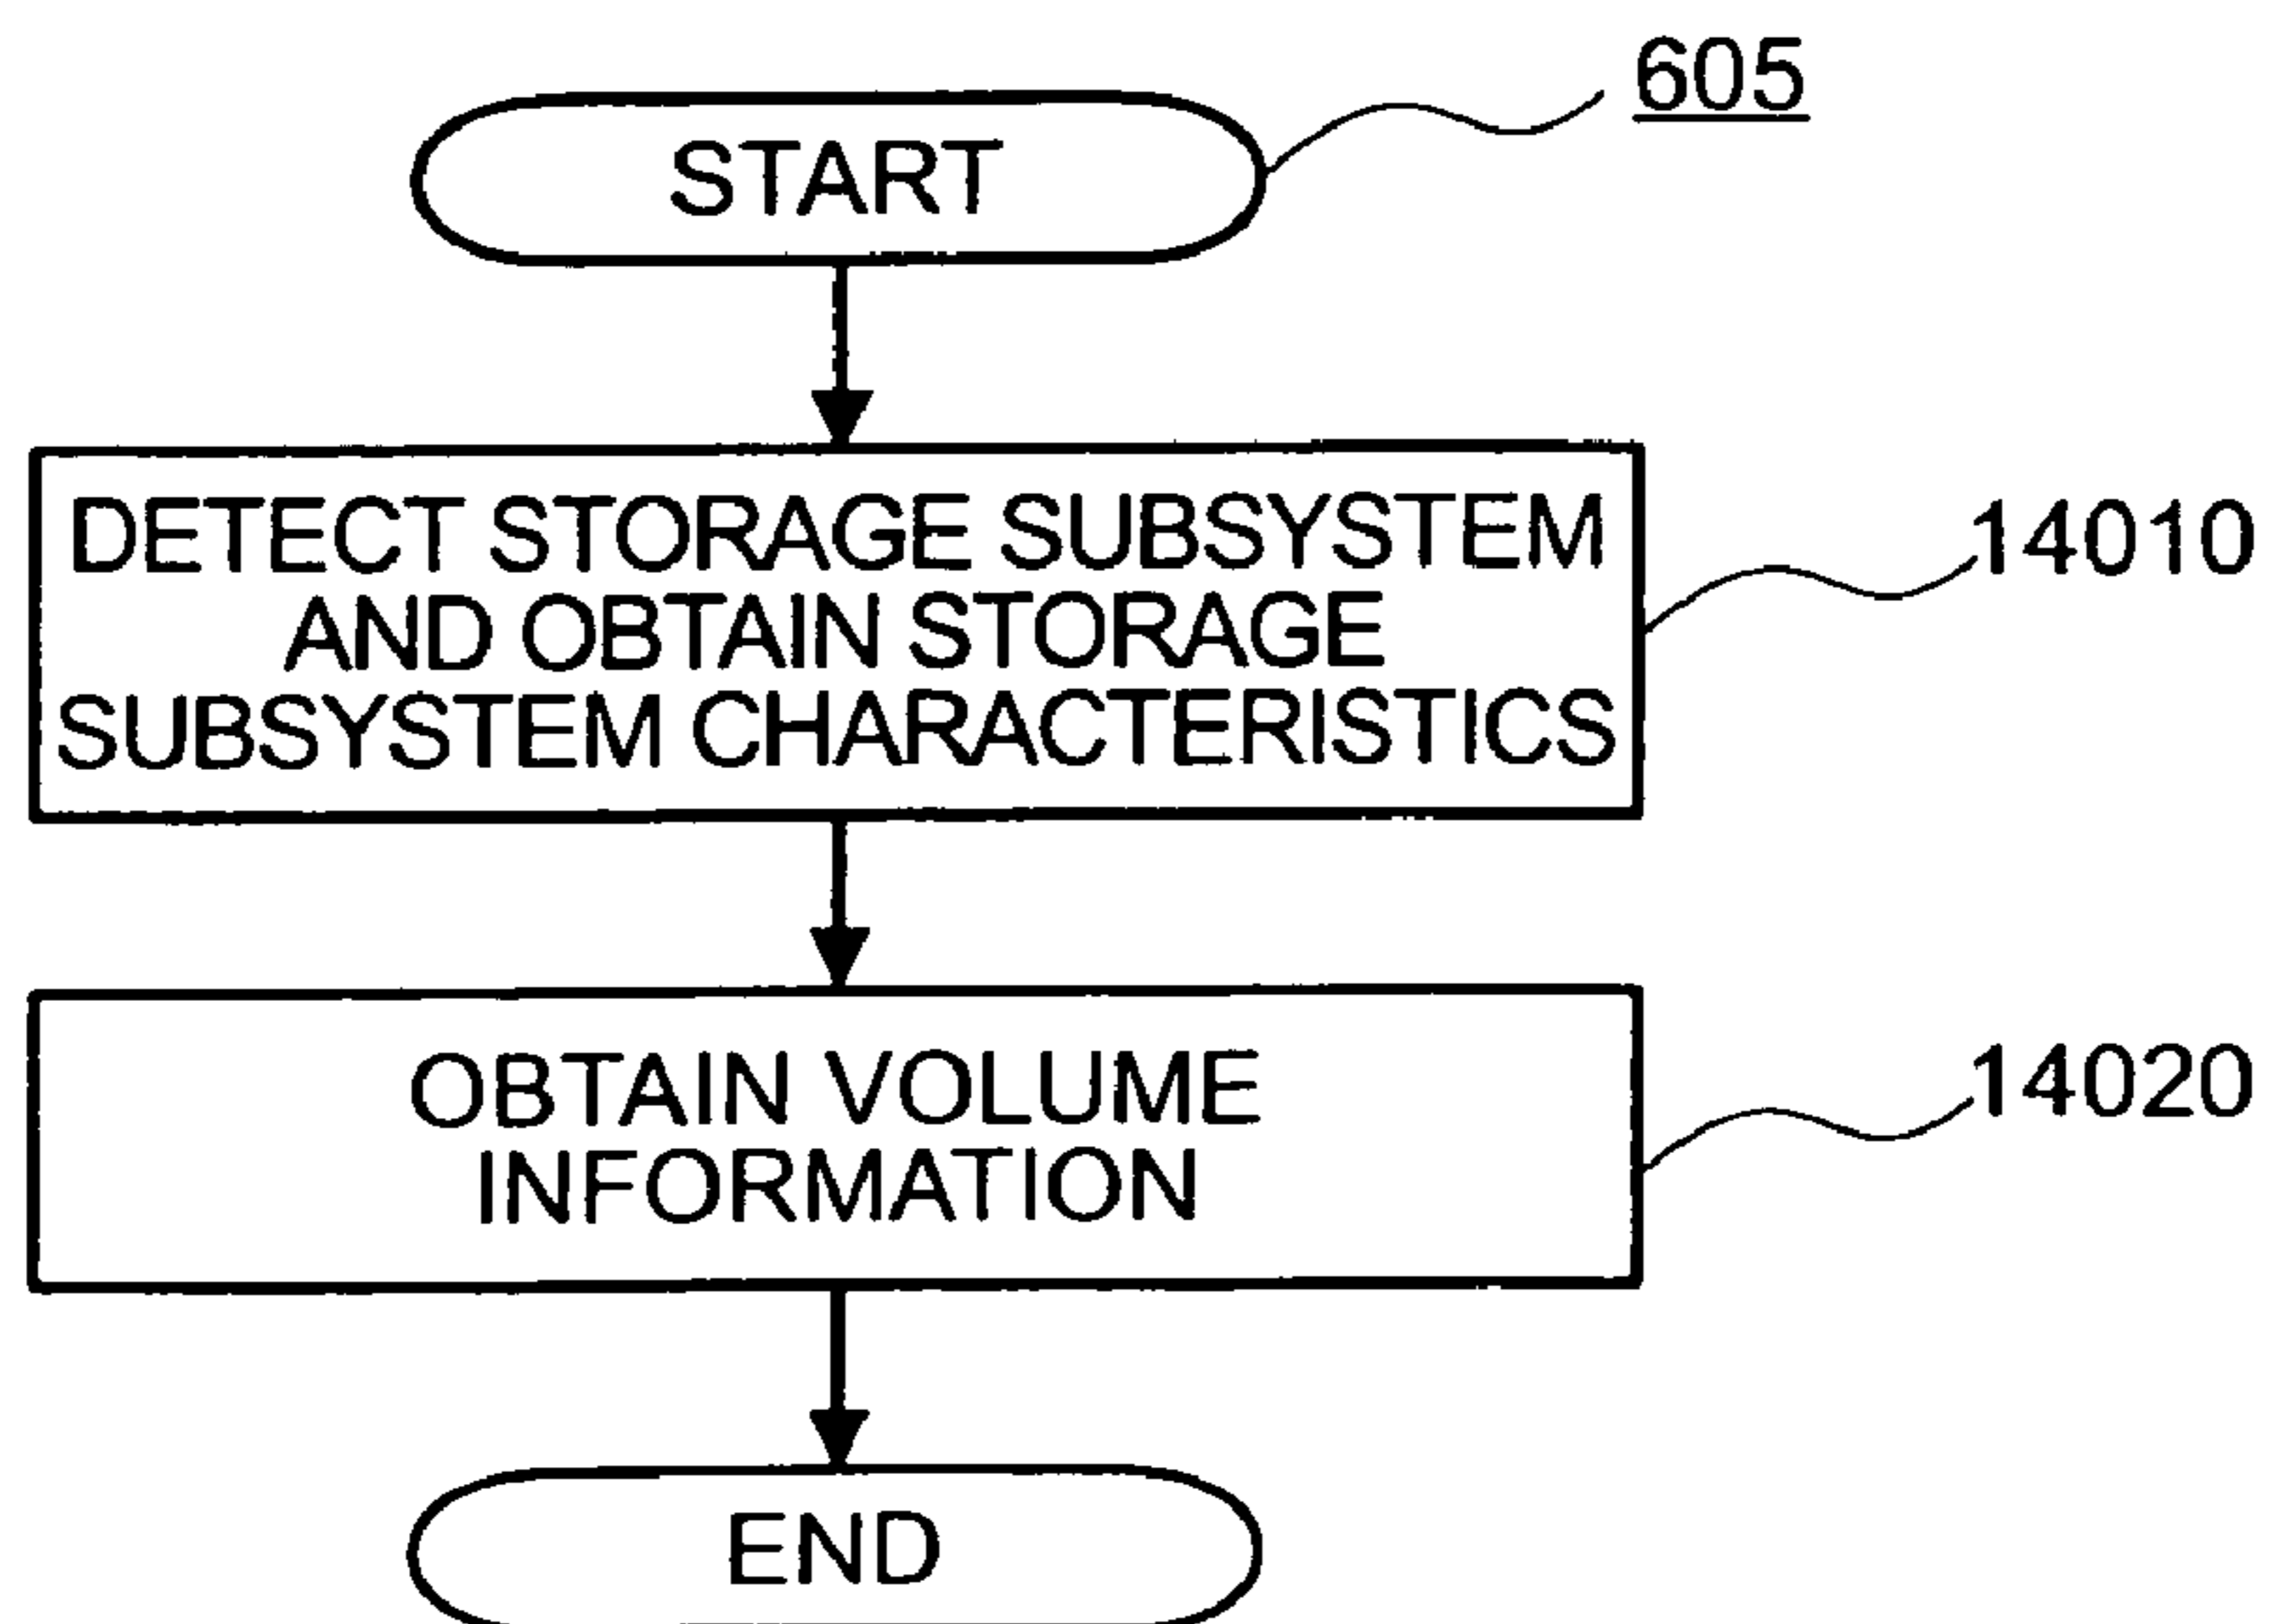 605
START
DETECT STORAGE SUBSYSTEM
AND OBTAIN STORAGE
SUBSYSTEM CHARACTERISTICS
14010
OBTAIN VOLUME
INFORMATION
14020
END